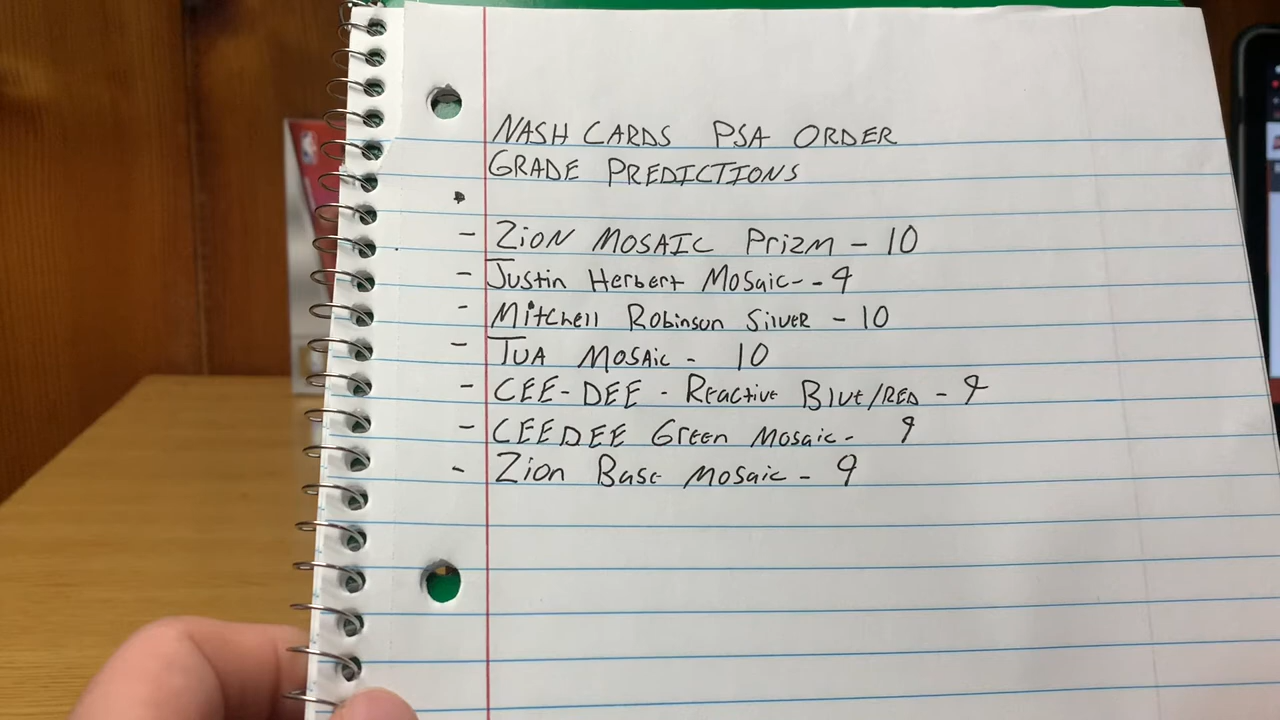 NASH CARDS PSA ORDER
GRADE PREDICTIONS
- ZiON MOSAIC PrizM - 10
- Justin Herbert Mosaic- - 9
- Mitchell Robinson SilvER - 10
- TUA MOSAiC - 10
- CEE-DEE - Reactive Blue/RED - 9
- CEEDEE Green Mosaic - 9
- Zion Base Mosaic - 9